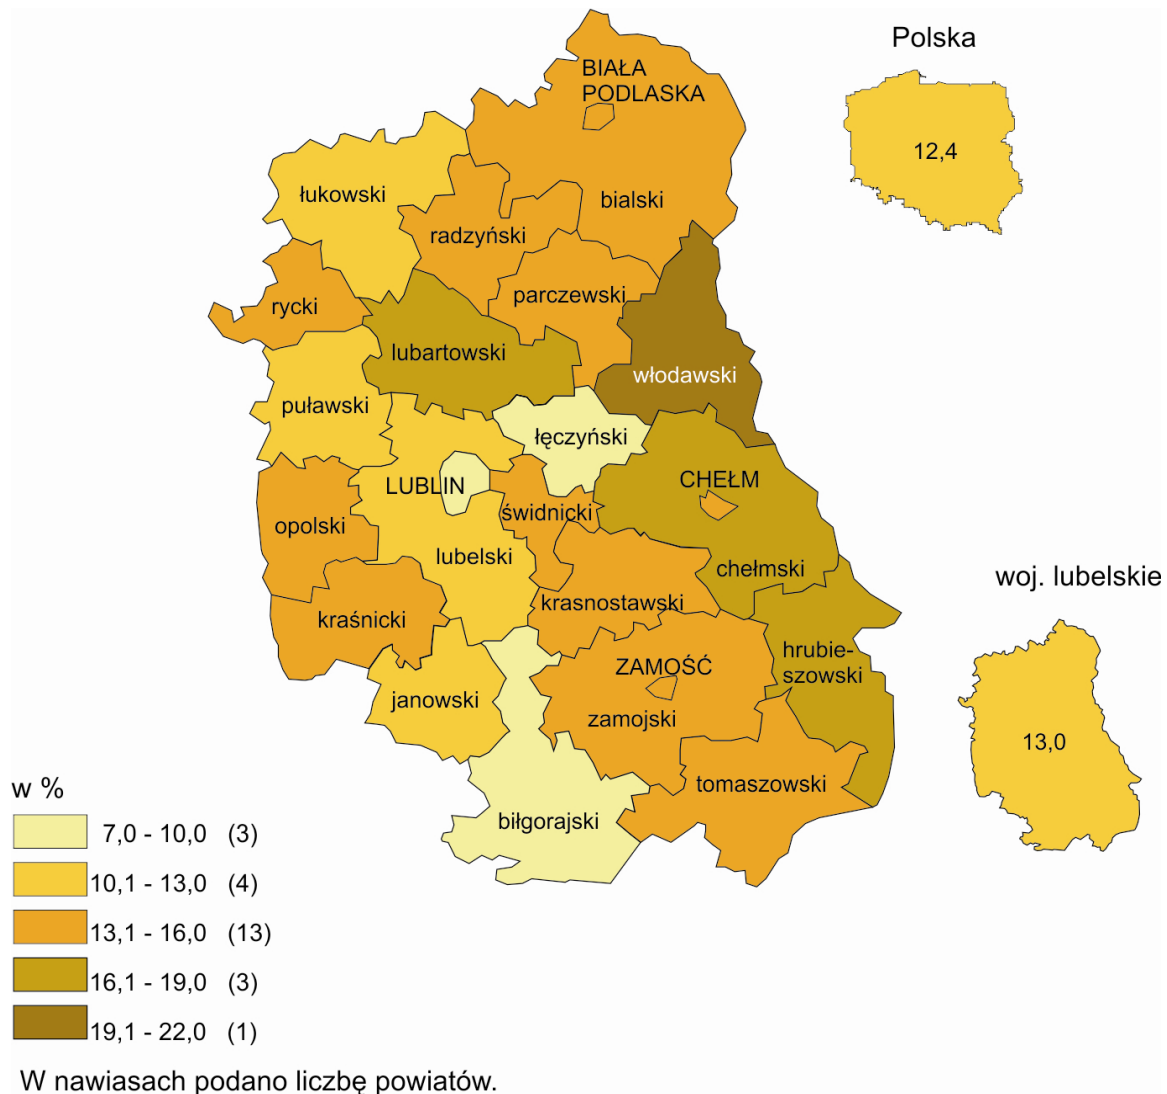 Polska
12,4
BIAŁA
PODLASKA
łukowski
bialski
radzyński
rycki
parczewski
lubartowski
włodawski
puławski
łęczyński
LUBLIN
CHEŁM
świdnicki
opolski
lubelski
chełmski
woj. lubelskie
13,0
kraśnicki
krasnostawski
hrubie-
szowski
ZAMOŚĆ
zamojski
janowski
tomaszowski
biłgorajski
w %
7,0 - 10,0 (3)
10,1 - 13,0 (4)
13,1 - 16,0 (13)
16,1 - 19,0 (3)
19,1 - 22,0 (1)
W nawiasach podano liczbę powiatów.